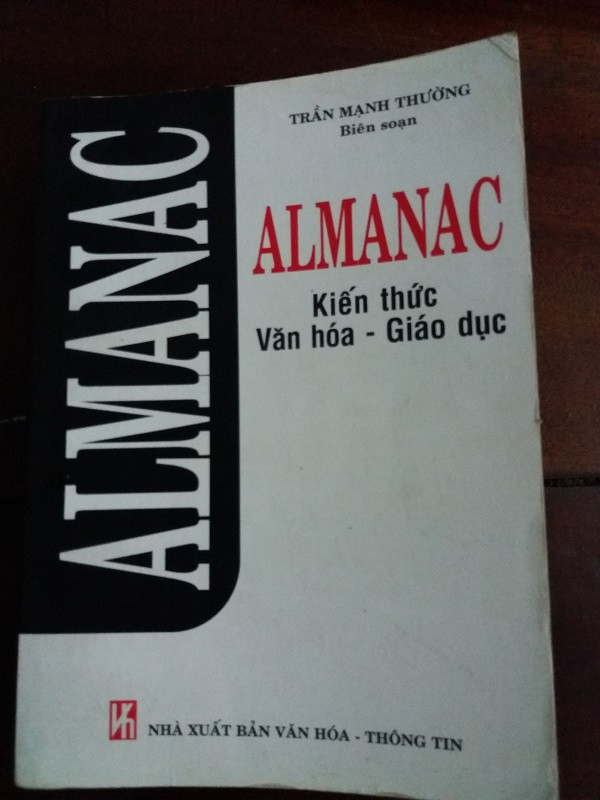 ALMANAC
TRẦN MẠNH THƯỜNG
Biên soạn
ALMANAC
Kiến thức
Văn hóa - Giáo dục
NHÀ XUẤT BẢN VĂN HÓA - THÔNG TIN